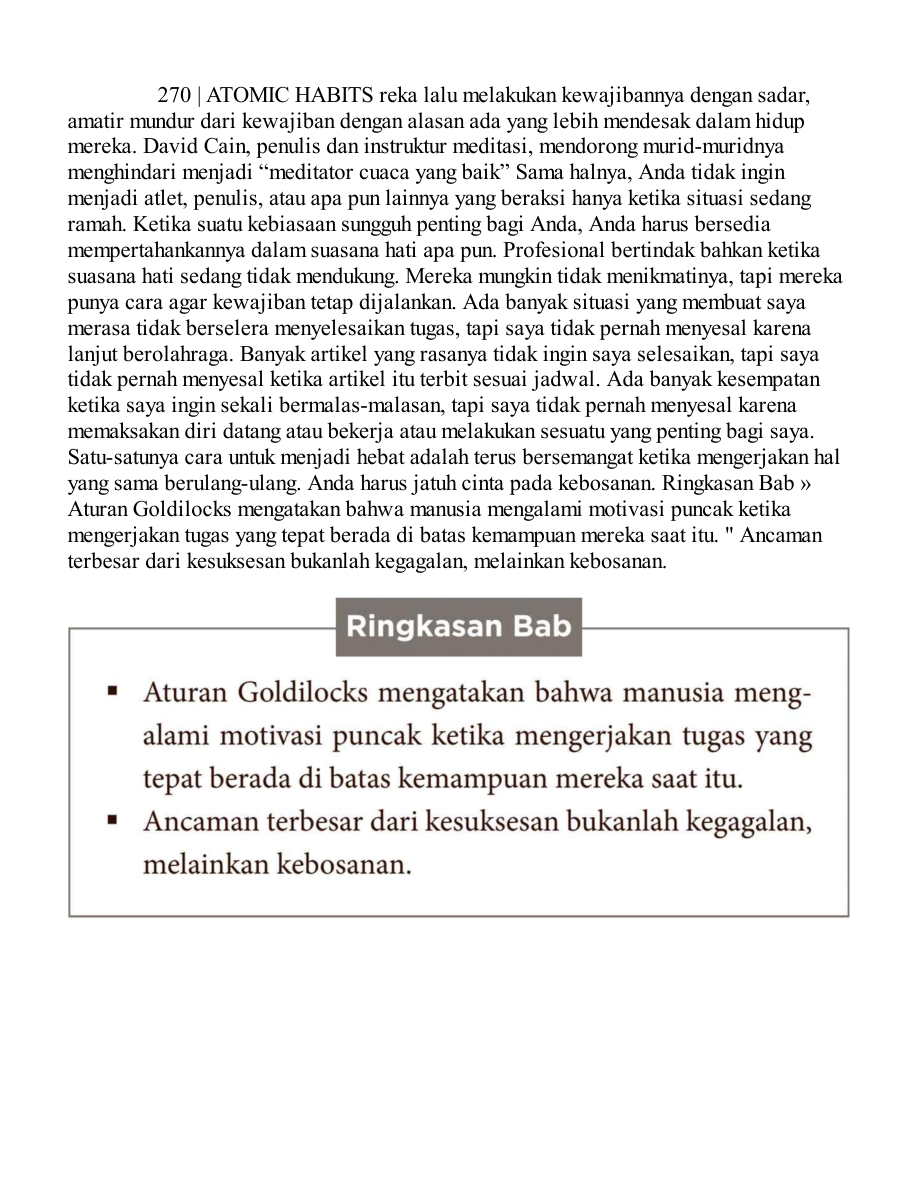 270 | ATOMIC HABITS reka lalu melakukan kewajibannya dengan sadar,
amatir mundur dari kewajiban dengan alasan ada yang lebih mendesak dalam hidup
mereka. David Cain, penulis dan instruktur meditasi, mendorong murid-muridnya
menghindari menjadi “meditator cuaca yang baik” Sama halnya, Anda tidak ingin
menjadi atlet, penulis, atau apa pun lainnya yang beraksi hanya ketika situasi sedang
ramah. Ketika suatu kebiasaan sungguh penting bagi Anda, Anda harus bersedia
mempertahankannya dalam suasana hati apa pun. Profesional bertindak bahkan ketika
suasana hati sedang tidak mendukung. Mereka mungkin tidak menikmatinya, tapi mereka
punya cara agar kewajiban tetap dijalankan. Ada banyak situasi yang membuat saya
merasa tidak berselera menyelesaikan tugas, tapi saya tidak pernah menyesal karena
lanjut berolahraga. Banyak artikel yang rasanya tidak ingin saya selesaikan, tapi saya
tidak pernah menyesal ketika artikel itu terbit sesuai jadwal. Ada banyak kesempatan
ketika saya ingin sekali bermalas-malasan, tapi saya tidak pernah menyesal karena
memaksakan diri datang atau bekerja atau melakukan sesuatu yang penting bagi saya.
Satu-satunya cara untuk menjadi hebat adalah terus bersemangat ketika mengerjakan hal
yang sama berulang-ulang. Anda harus jatuh cinta pada kebosanan. Ringkasan Bab »
Aturan Goldilocks mengatakan bahwa manusia mengalami motivasi puncak ketika
mengerjakan tugas yang tepat berada di batas kemampuan mereka saat itu. " Ancaman
terbesar dari kesuksesan bukanlah kegagalan, melainkan kebosanan.
Ringkasan Bab
▪ Aturan Goldilocks mengatakan bahwa manusia meng-
alami motivasi puncak ketika mengerjakan tugas yang
tepat berada di batas kemampuan mereka saat itu.
▪ Ancaman terbesar dari kesuksesan bukanlah kegagalan,
melainkan kebosanan.